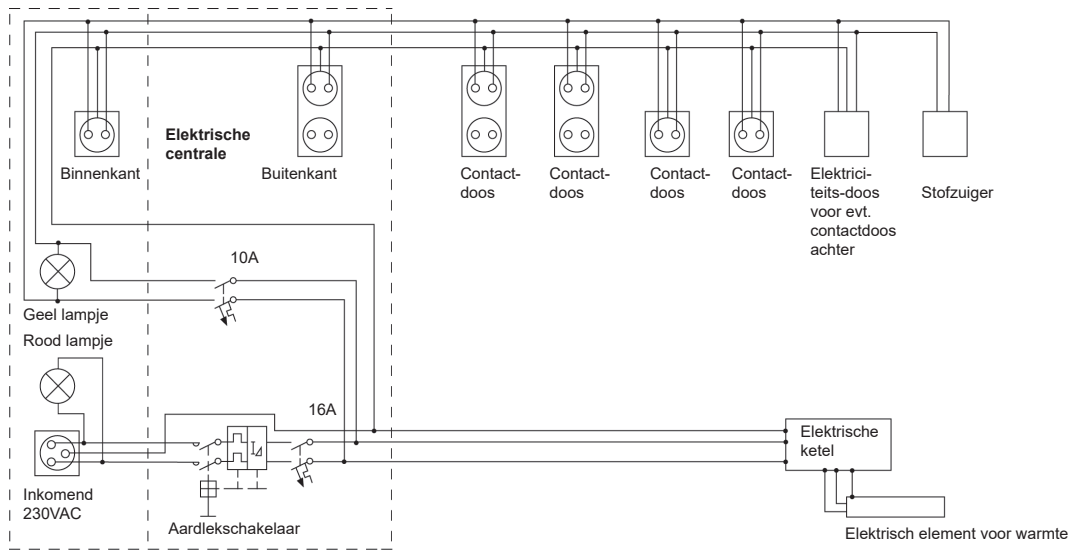 Elektrische
centrale
Binnenkant
Buitenkant
Contact-
doos
Contact-
doos
Contact-
doos
Contact-
doos
Elektrici-
teits-doos
voor evt.
contactdoos
achter
Stofzuiger
10A
Geel lampje
Rood lampje
16A
Inkomend
230VAC
I⊿
Aardlekschakelaar
Elektrische
ketel
Elektrisch element voor warmte